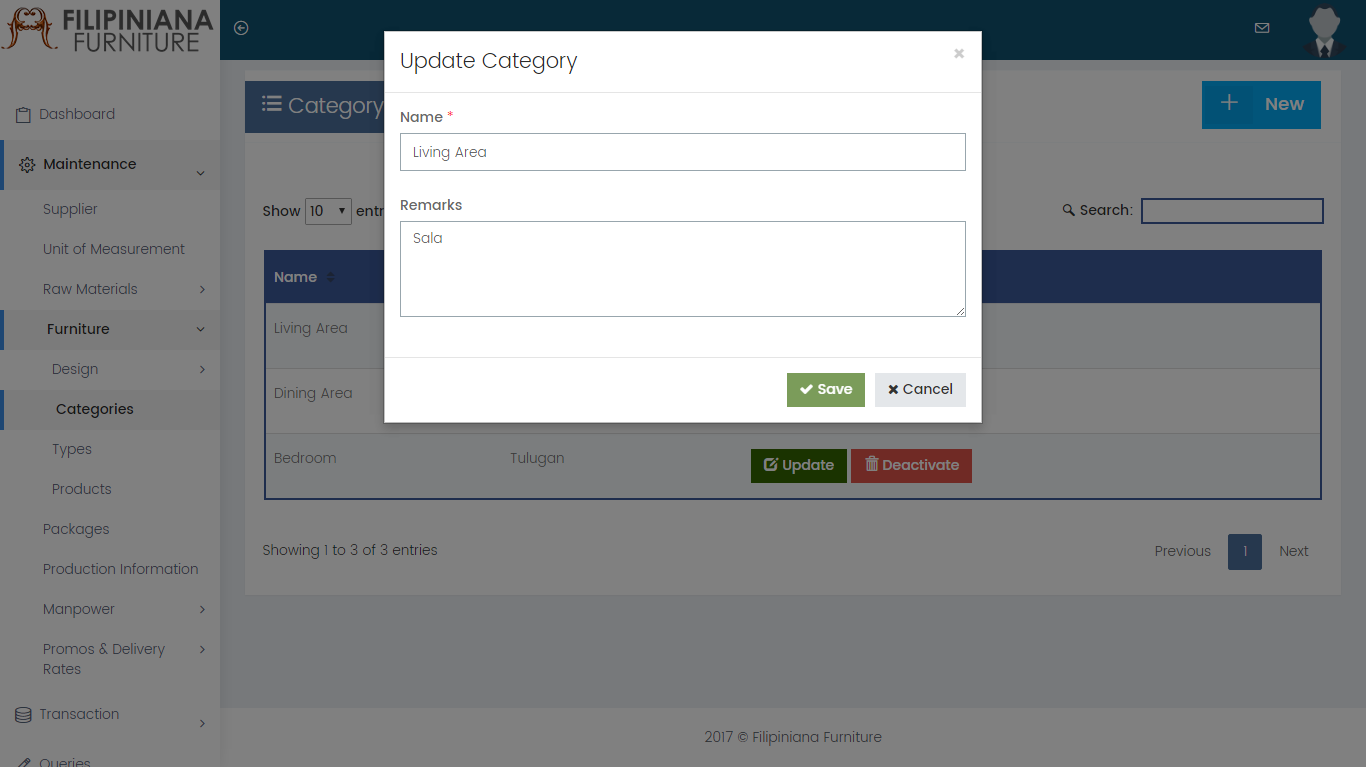 FILIPINIANA
FURNITURE
Dashboard
Maintenance
Supplier
Unit of Measurement
Raw Materials
Furniture
Design
Categories
Types
Products
Packages
Production Information
Manpower
Promos & Delivery
Rates
Transaction
Queries
Category
New
Show 10 entr
Search:
Name
Living Area
Dining Area
Bedroom Tulugan Update Deactivate
Showing 1 to 3 of 3 entries
Previous 1 Next
2017 © Filipiniana Furniture
Update Category ×
Name *
Living Area
Remarks
Sala
Save Cancel